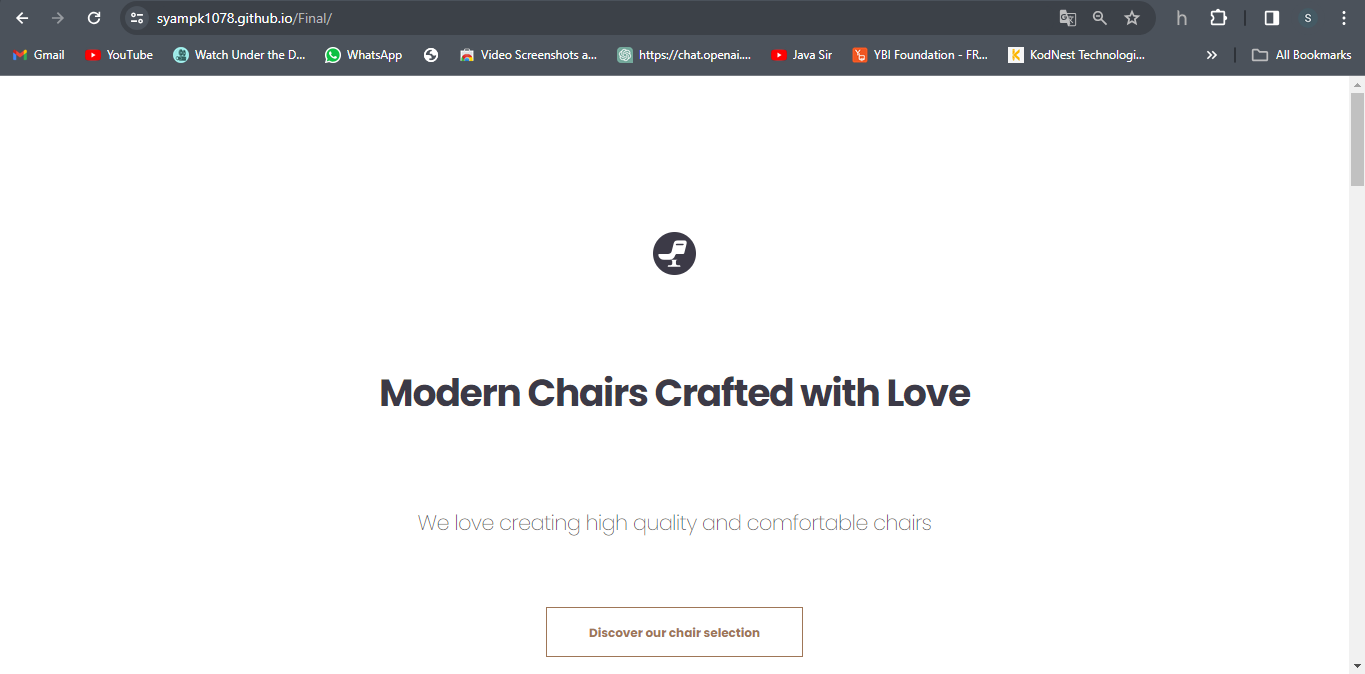 syampk1078.github.io/Final/
h
S
Gmail
YouTube
Watch Under the D...
WhatsApp
Video Screenshots a...
https://chat.openai....
Java Sir
YBI Foundation - FR...
K
KodNest Technologi...
»
All Bookmarks
Modern Chairs Crafted with Love
We love creating high quality and comfortable chairs
Discover our chair selection